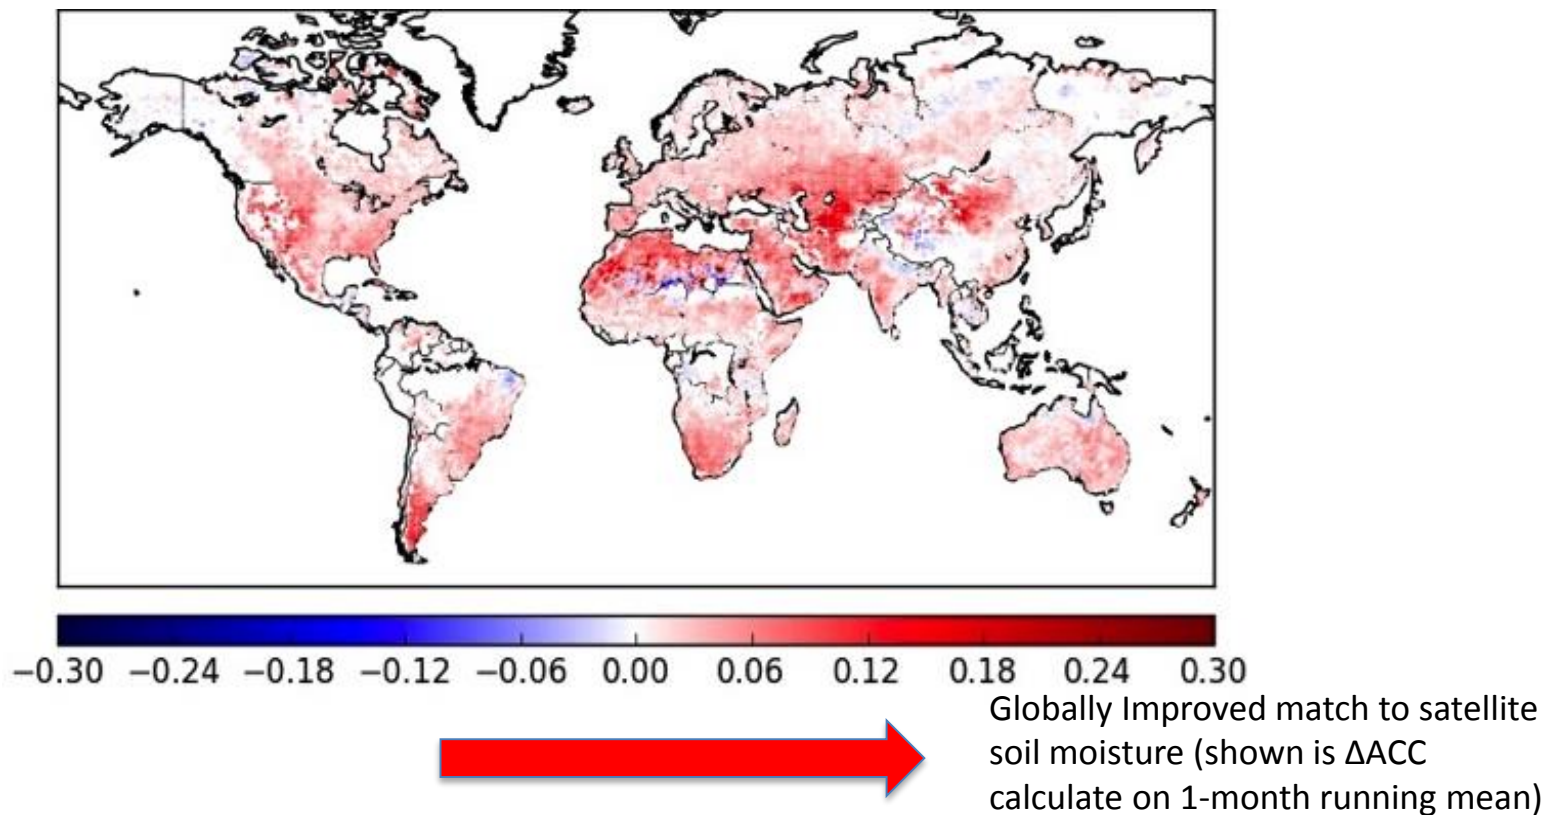 −0.30 −0.24 −0.18 −0.12 −0.06 0.00 0.06 0.12 0.18 0.24 0.30
Globally Improved match to satellite
soil moisture (shown is ΔACC
calculate on 1-month running mean)